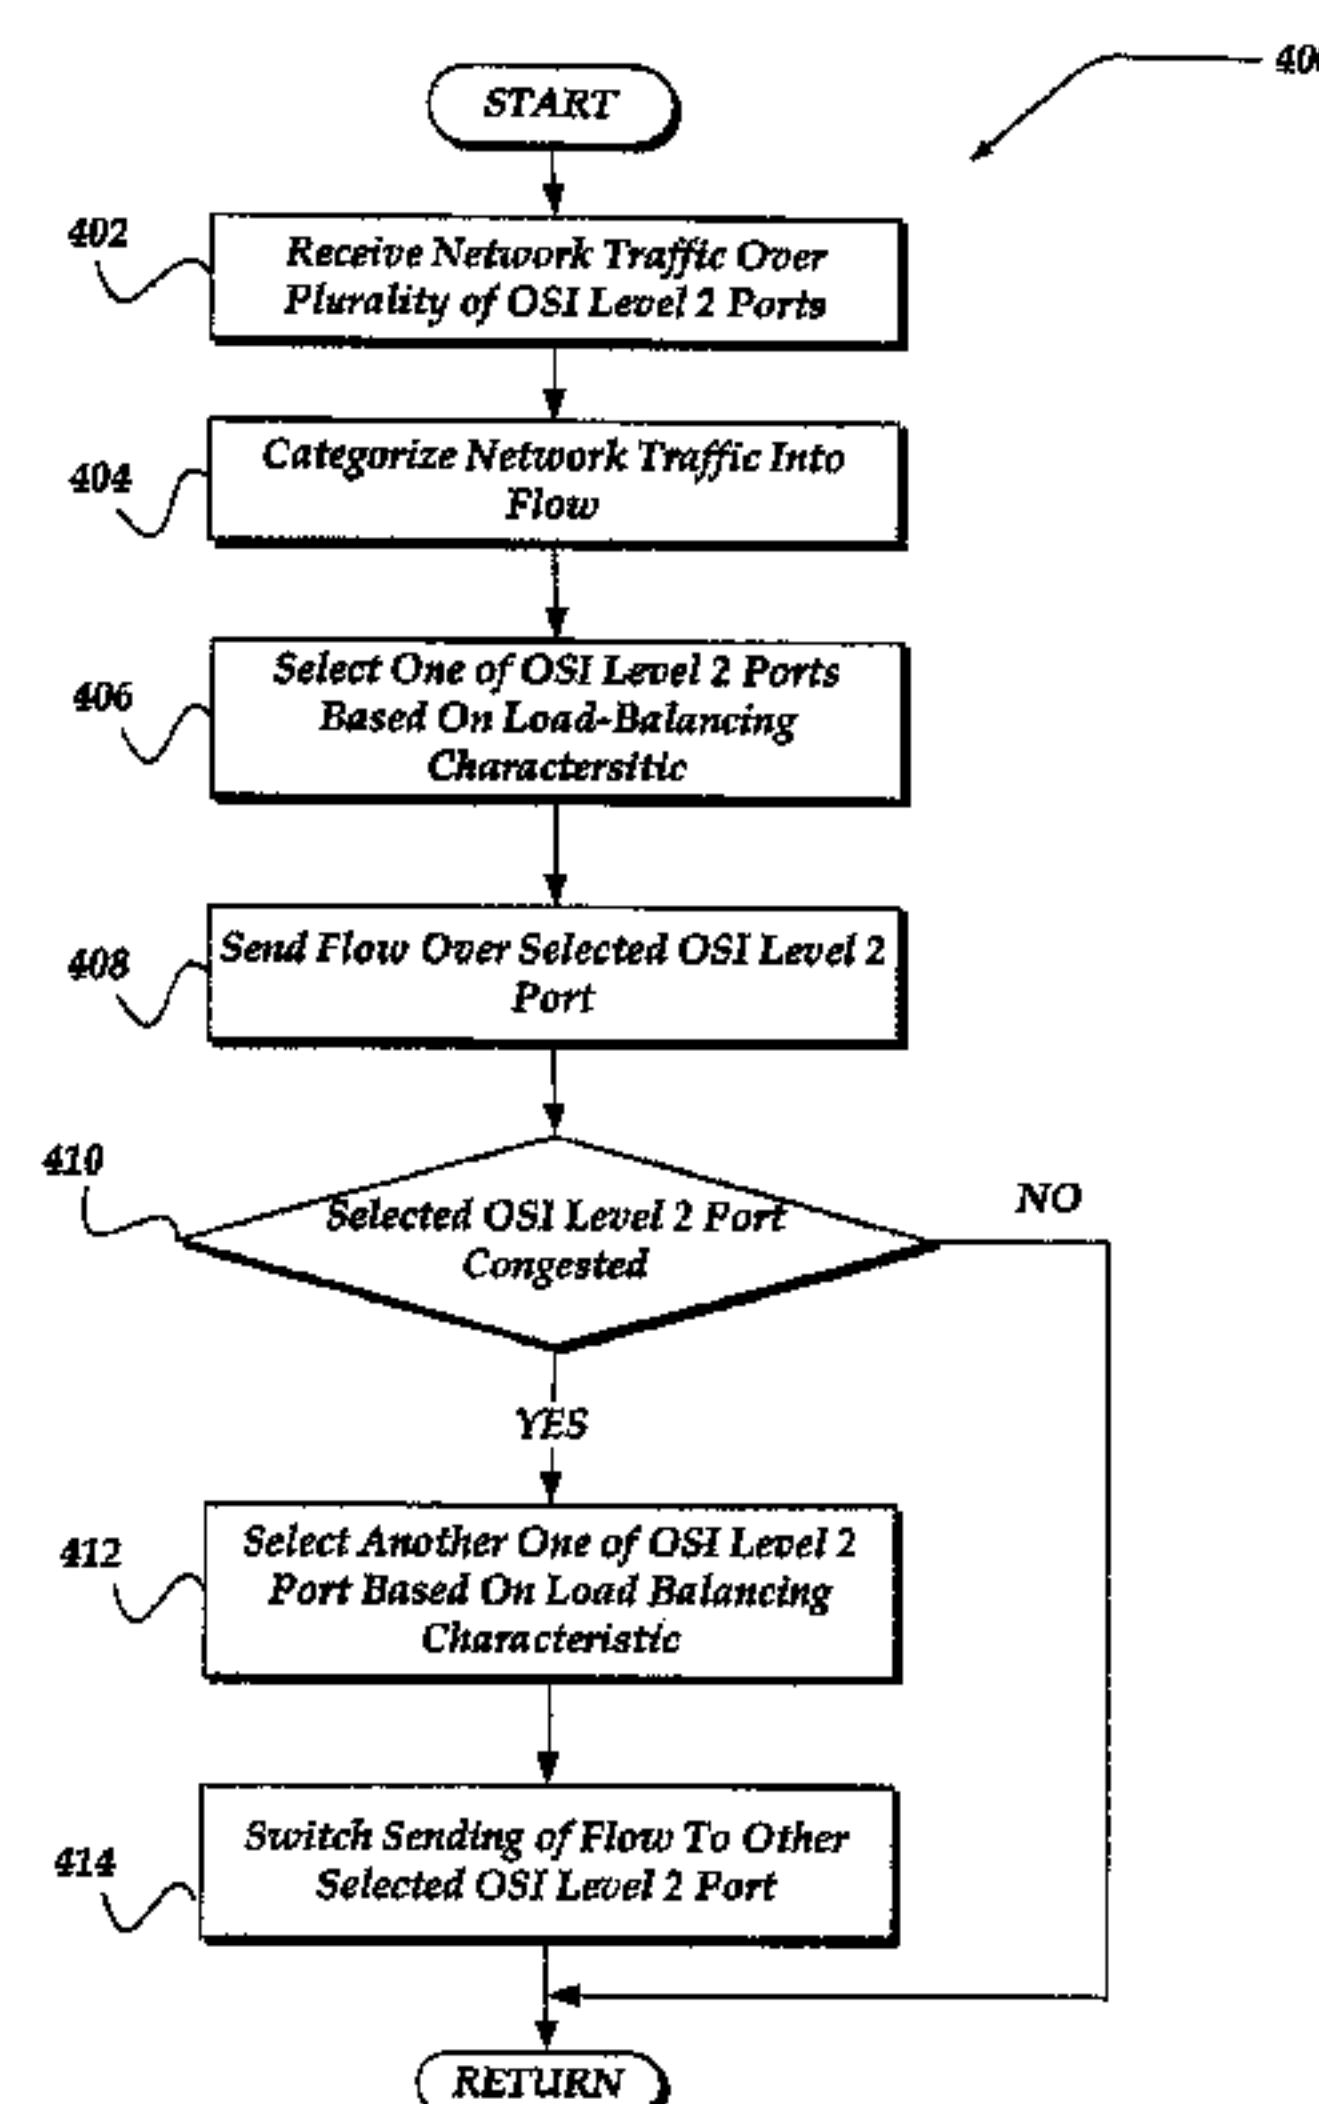 400
START
402
Receive Network Traffic Over
Plurality of OSI Level 2 Ports
404
Categorize Network Traffic Into
Flow
406
Select One of OSI Level 2 Ports
Based On Load-Balancing
Charactersitic
408
Send Flow Over Selected OSI Level 2
Port
410
Selected OSI Level 2 Port
Congested
NO
YES
412
Select Another One of OSI Level 2
Port Based On Load Balancing
Characteristic
414
Switch Sending of Flow To Other
Selected OSI Level 2 Port
RETURN